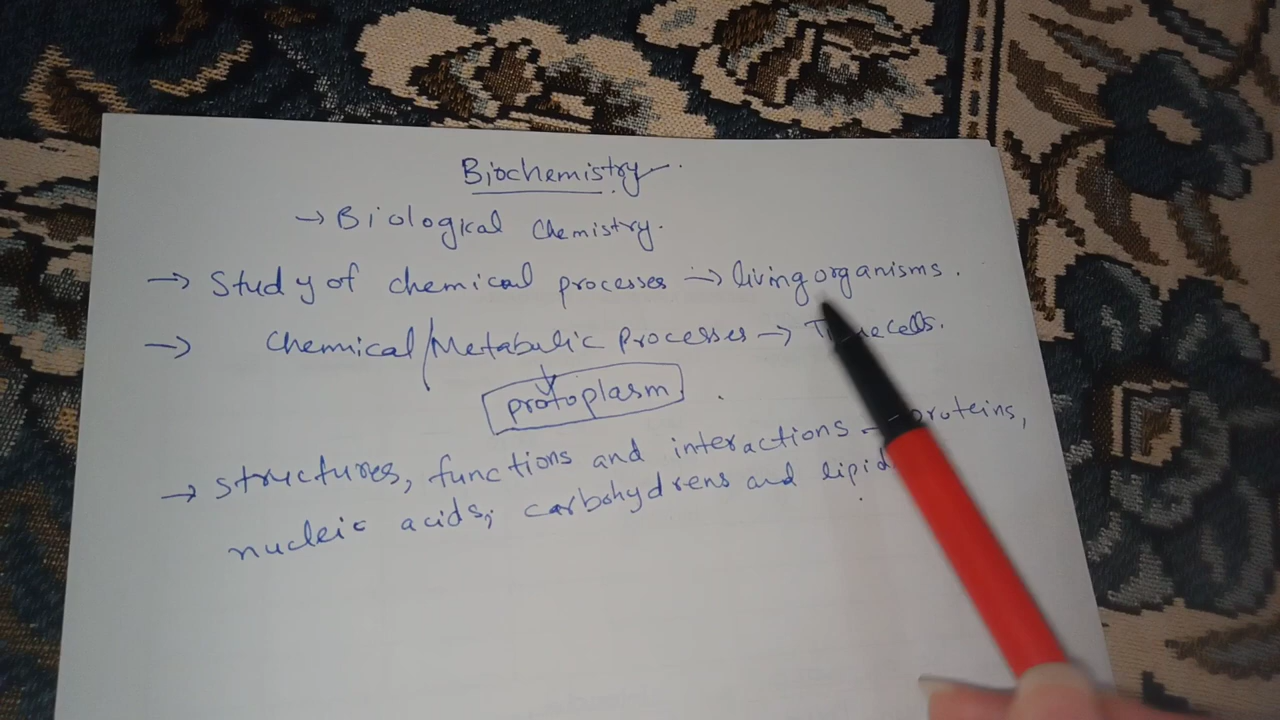 Biochemistry.
→ Biological Chemistry.
→ Study of chemical processes → living organisms.
→ Chemical/Metabolic Processes → cells.
protoplasm
→ structures, functions and interactions → proteins,
nucleic acids, carbohydrens and lipid